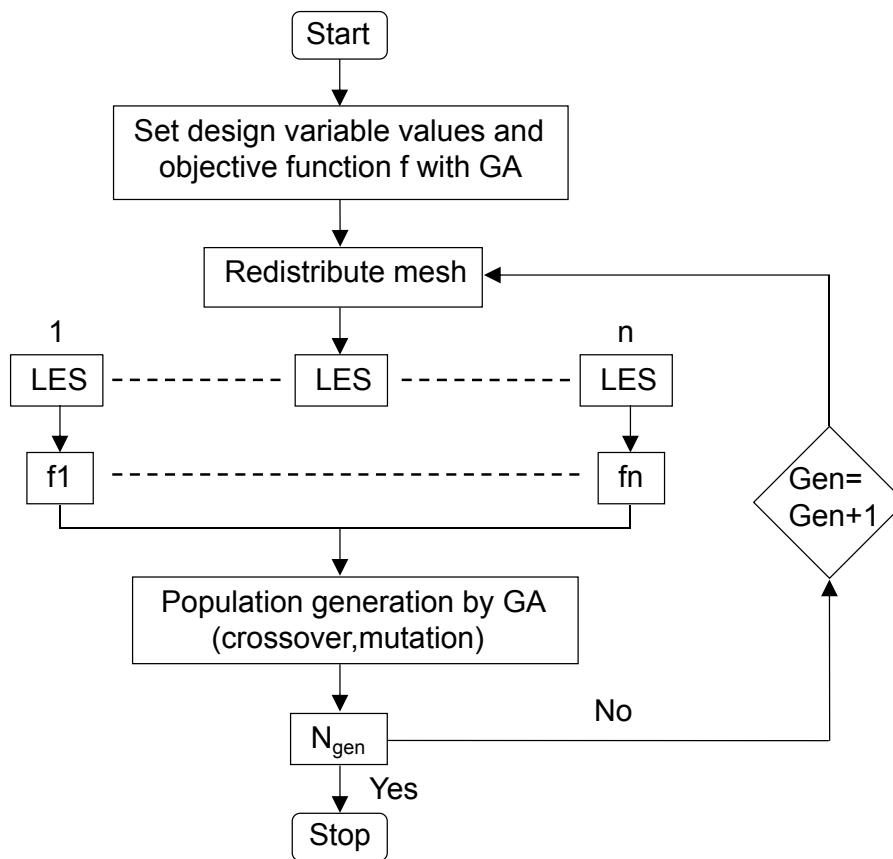 Start
Set design variable values and
objective function f with GA
Redistribute mesh
1
n
LES
LES
LES
f1
fn
Gen=
Gen+1
Population generation by GA
(crossover,mutation)
No
N_gen
Yes
Stop